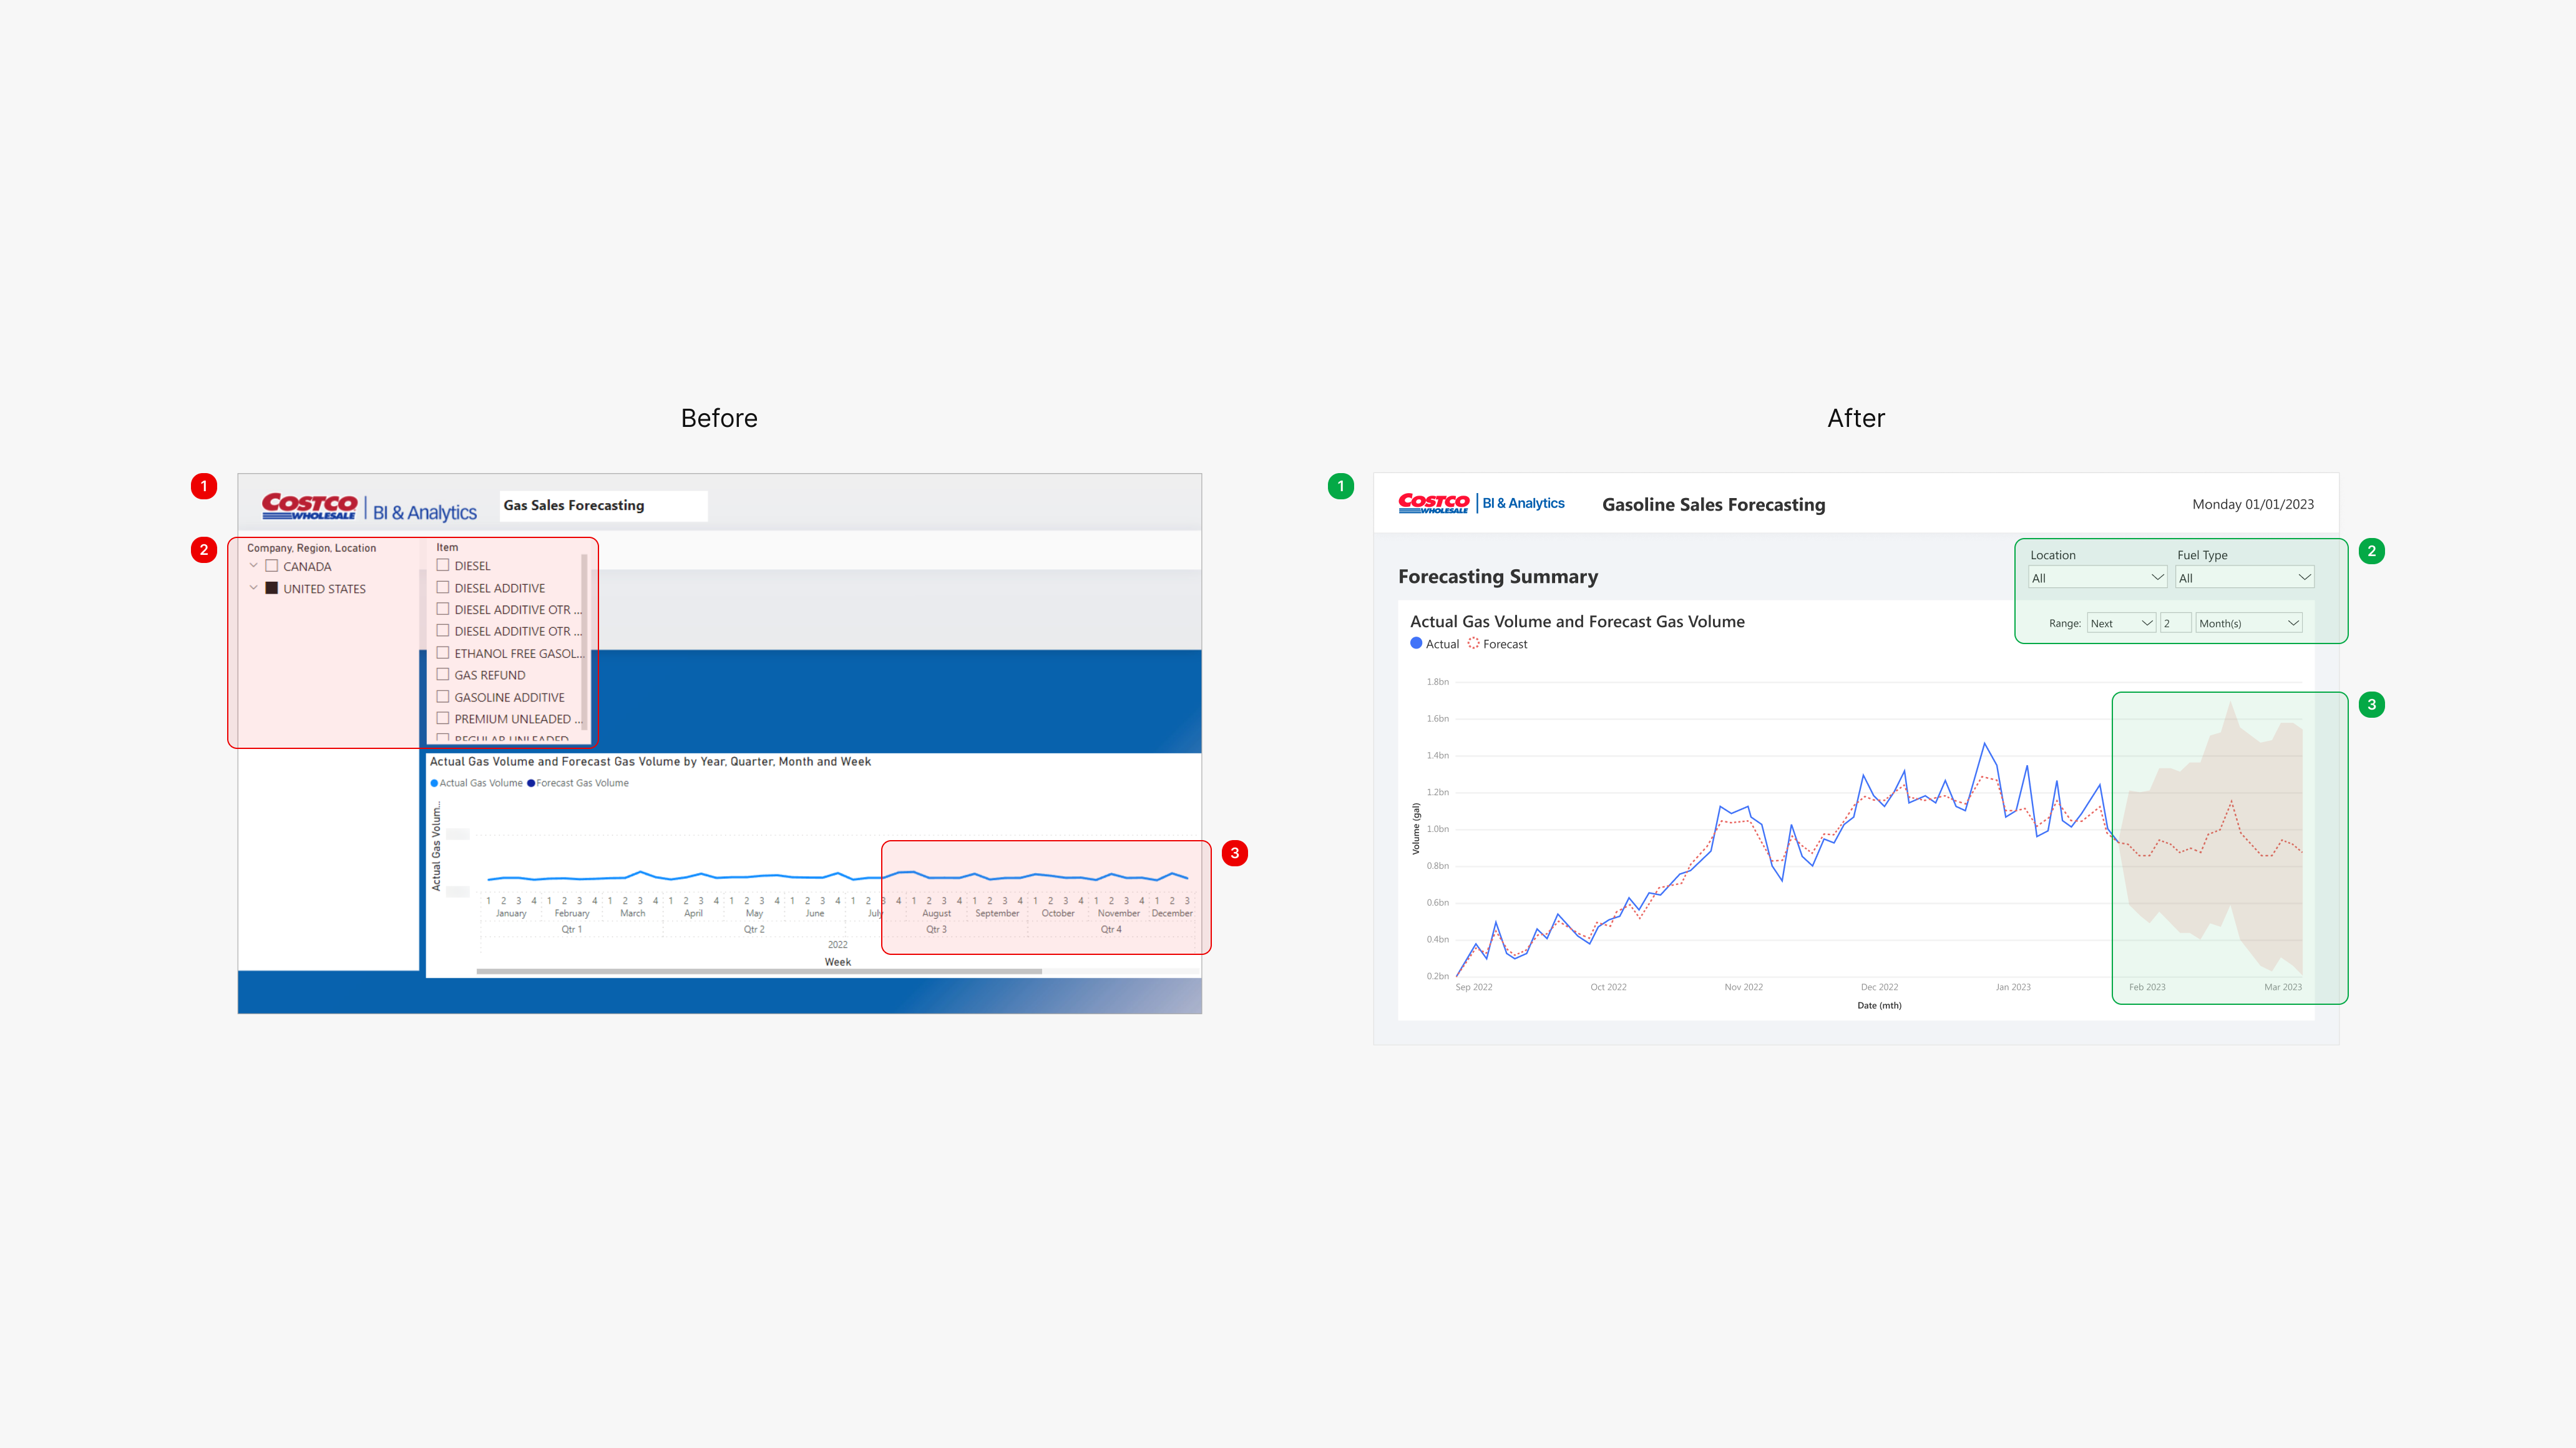 Before
1
COSTCO WHOLESALE | BI & Analytics
Gas Sales Forecasting
2
Company, Region, Location
CANADA
UNITED STATES
Item
DIESEL
DIESEL ADDITIVE
DIESEL ADDITIVE OTR ...
DIESEL ADDITIVE OTR ...
ETHANOL FREE GASOL...
GAS REFUND
GASOLINE ADDITIVE
PREMIUM UNLEADED ...
REGULAR UNLEADED
Actual Gas Volume and Forecast Gas Volume by Year, Quarter, Month and Week
Actual Gas Volume Forecast Gas Volume
Actual Gas Volum...
3
1 2 3 4 1 2 3 4 1 2 3 4 1 2 3 4 1 2 3 4 1 2 3 4 1 2 3 4 1 2 3 4 1 2 3 4 1 2 3 4 1 2 3 4 1 2 3
January February March April May June July August September October November December
Qtr 1 Qtr 2 Qtr 3 Qtr 4
2022
Week
After
1
COSTCO WHOLESALE | BI & Analytics
Gasoline Sales Forecasting
Monday 01/01/2023
2
Forecasting Summary
Location Fuel Type
All All
Range: Next 2 Month(s)
Actual Gas Volume and Forecast Gas Volume
Actual Forecast
3
Volume (gal)
1.8bn
1.6bn
1.4bn
1.2bn
1.0bn
0.8bn
0.6bn
0.4bn
0.2bn
Sep 2022 Oct 2022 Nov 2022 Dec 2022 Jan 2023 Feb 2023 Mar 2023
Date (mth)